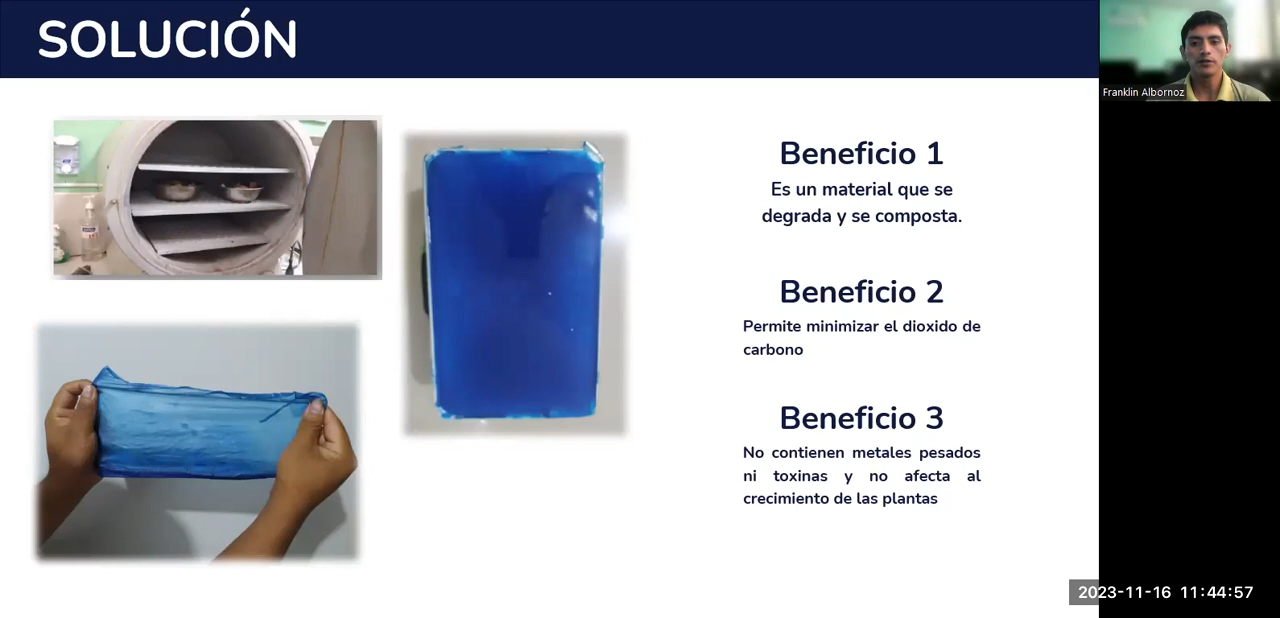 SOLUCIÓN
Franklin Albornoz
Beneficio 1
Es un material que se
degrada y se composta.
Beneficio 2
Permite minimizar el dioxido de
carbono
Beneficio 3
No contienen metales pesados
ni toxinas y no afecta al
crecimiento de las plantas
2023-11-16 11:44:57